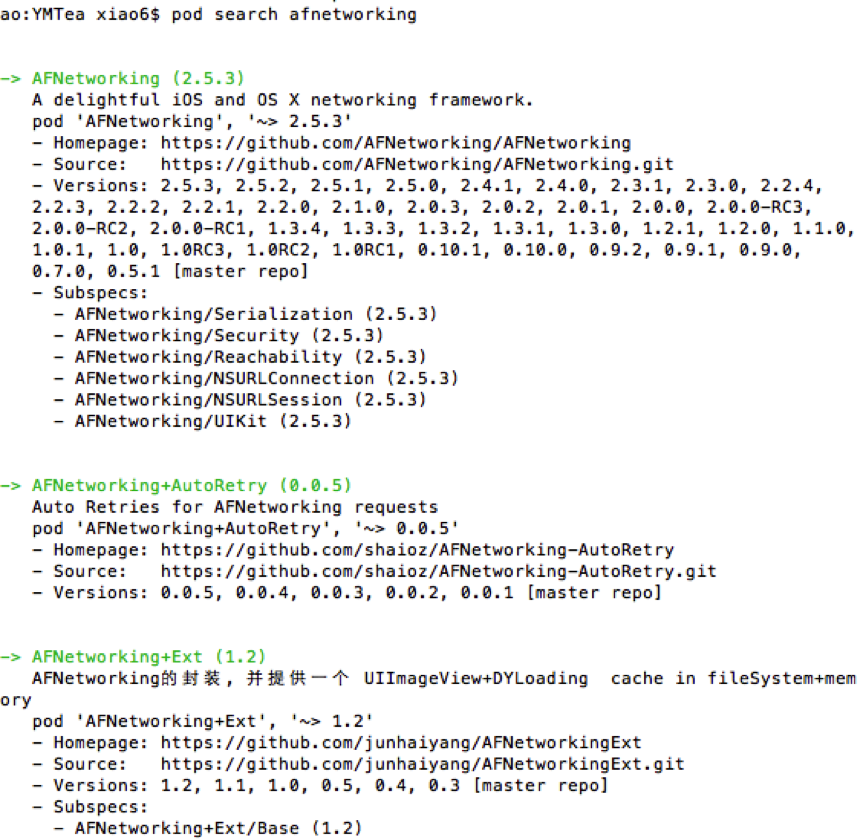 ao:YMTea xiao6$ pod search afnetworking
-> AFNetworking (2.5.3)
A delightful iOS and OS X networking framework.
pod 'AFNetworking', '~> 2.5.3'
- Homepage: https://github.com/AFNetworking/AFNetworking
- Source:   https://github.com/AFNetworking/AFNetworking.git
- Versions: 2.5.3, 2.5.2, 2.5.1, 2.5.0, 2.4.1, 2.4.0, 2.3.1, 2.3.0, 2.2.4,
2.2.3, 2.2.2, 2.2.1, 2.2.0, 2.1.0, 2.0.3, 2.0.2, 2.0.1, 2.0.0, 2.0.0-RC3,
2.0.0-RC2, 2.0.0-RC1, 1.3.4, 1.3.3, 1.3.2, 1.3.1, 1.3.0, 1.2.1, 1.2.0, 1.1.0,
1.0.1, 1.0, 1.0RC3, 1.0RC2, 1.0RC1, 0.10.1, 0.10.0, 0.9.2, 0.9.1, 0.9.0,
0.7.0, 0.5.1 [master repo]
- Subspecs:
- AFNetworking/Serialization (2.5.3)
- AFNetworking/Security (2.5.3)
- AFNetworking/Reachability (2.5.3)
- AFNetworking/NSURLConnection (2.5.3)
- AFNetworking/NSURLSession (2.5.3)
- AFNetworking/UIKit (2.5.3)
-> AFNetworking+AutoRetry (0.0.5)
Auto Retries for AFNetworking requests
pod 'AFNetworking+AutoRetry', '~> 0.0.5'
- Homepage: https://github.com/shaioz/AFNetworking-AutoRetry
- Source:   https://github.com/shaioz/AFNetworking-AutoRetry.git
- Versions: 0.0.5, 0.0.4, 0.0.3, 0.0.2, 0.0.1 [master repo]
-> AFNetworking+Ext (1.2)
AFNetworking的封装, 并提供一个 UIImageView+DYLoading  cache in fileSystem+mem
ory
pod 'AFNetworking+Ext', '~> 1.2'
- Homepage: https://github.com/junhaiyang/AFNetworkingExt
- Source:   https://github.com/junhaiyang/AFNetworkingExt.git
- Versions: 1.2, 1.1, 1.0, 0.5, 0.4, 0.3 [master repo]
- Subspecs:
- AFNetworking+Ext/Base (1.2)